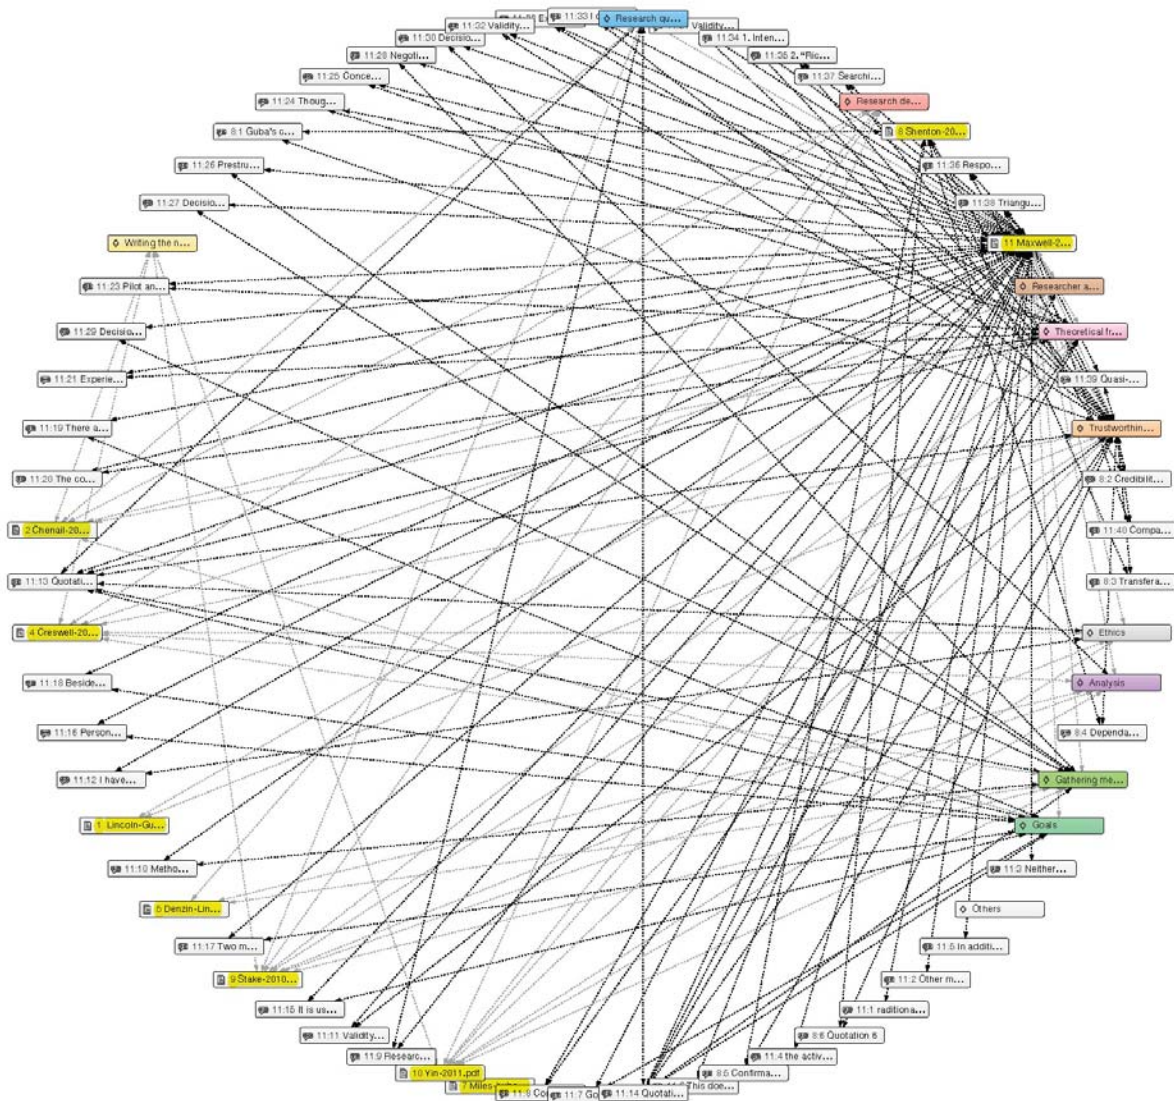 11:33 I
Research qu...
11:32 Validity...
Validity...
11:30 Decisio...
11:34 1. Inten...
11:28 Negoti...
11:35 2. "Ric...
11:25 Conce...
11:37 Searchi...
11:24 Thoug...
Research de...
8:1 Guba's c...
8 Shenton-20...
11:26 Prestru...
11:36 Respo...
11:27 Decisio...
11:38 Triangu...
Writing the n...
11 Maxwell-2...
11:23 Pilot an...
Researcher a...
11:29 Decisio...
Theoretical fr...
11:21 Experie...
11:39 Quasi-...
11:19 There a...
Trustworthin...
11:20 The co...
8:2 Credibilit...
2 Chenail-20...
11:40 Compa...
11:13 Quotati...
8:3 Transfera...
4 Creswell-20...
Ethics
11:18 Beside...
Analysis
11:16 Person...
8:4 Dependa...
11:12 I have...
Gathering me...
1 Lincoln-Gu...
Goals
11:10 Metho...
11:3 Neither...
5 Denzin-Lin...
Others
11:17 Two m...
11:5 In additi...
9 Stake-2010...
11:2 Other m...
11:15 It is us...
11:1 raditiona...
11:11 Validity...
8:6 Quotation 6
11:9 Researc...
11:4 the activ...
10 Yin-2011.pdf
8:5 Confirma...
7 Miles-
This doe...
11:8 Co
11:7 Go
11:14 Quotati...